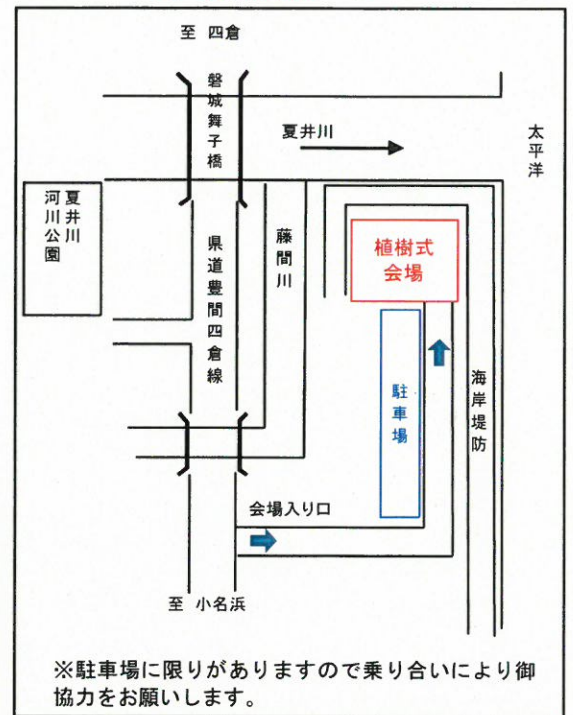 至 四倉
磐城舞子橋
夏井川
太平洋
夏井川
河川公園
県道豊間四倉線
藤間川
植樹式
会場
駐車場
海岸堤防
会場入り口
至 小名浜
※駐車場に限りがありますので乗り合いにより御
協力をお願いします。